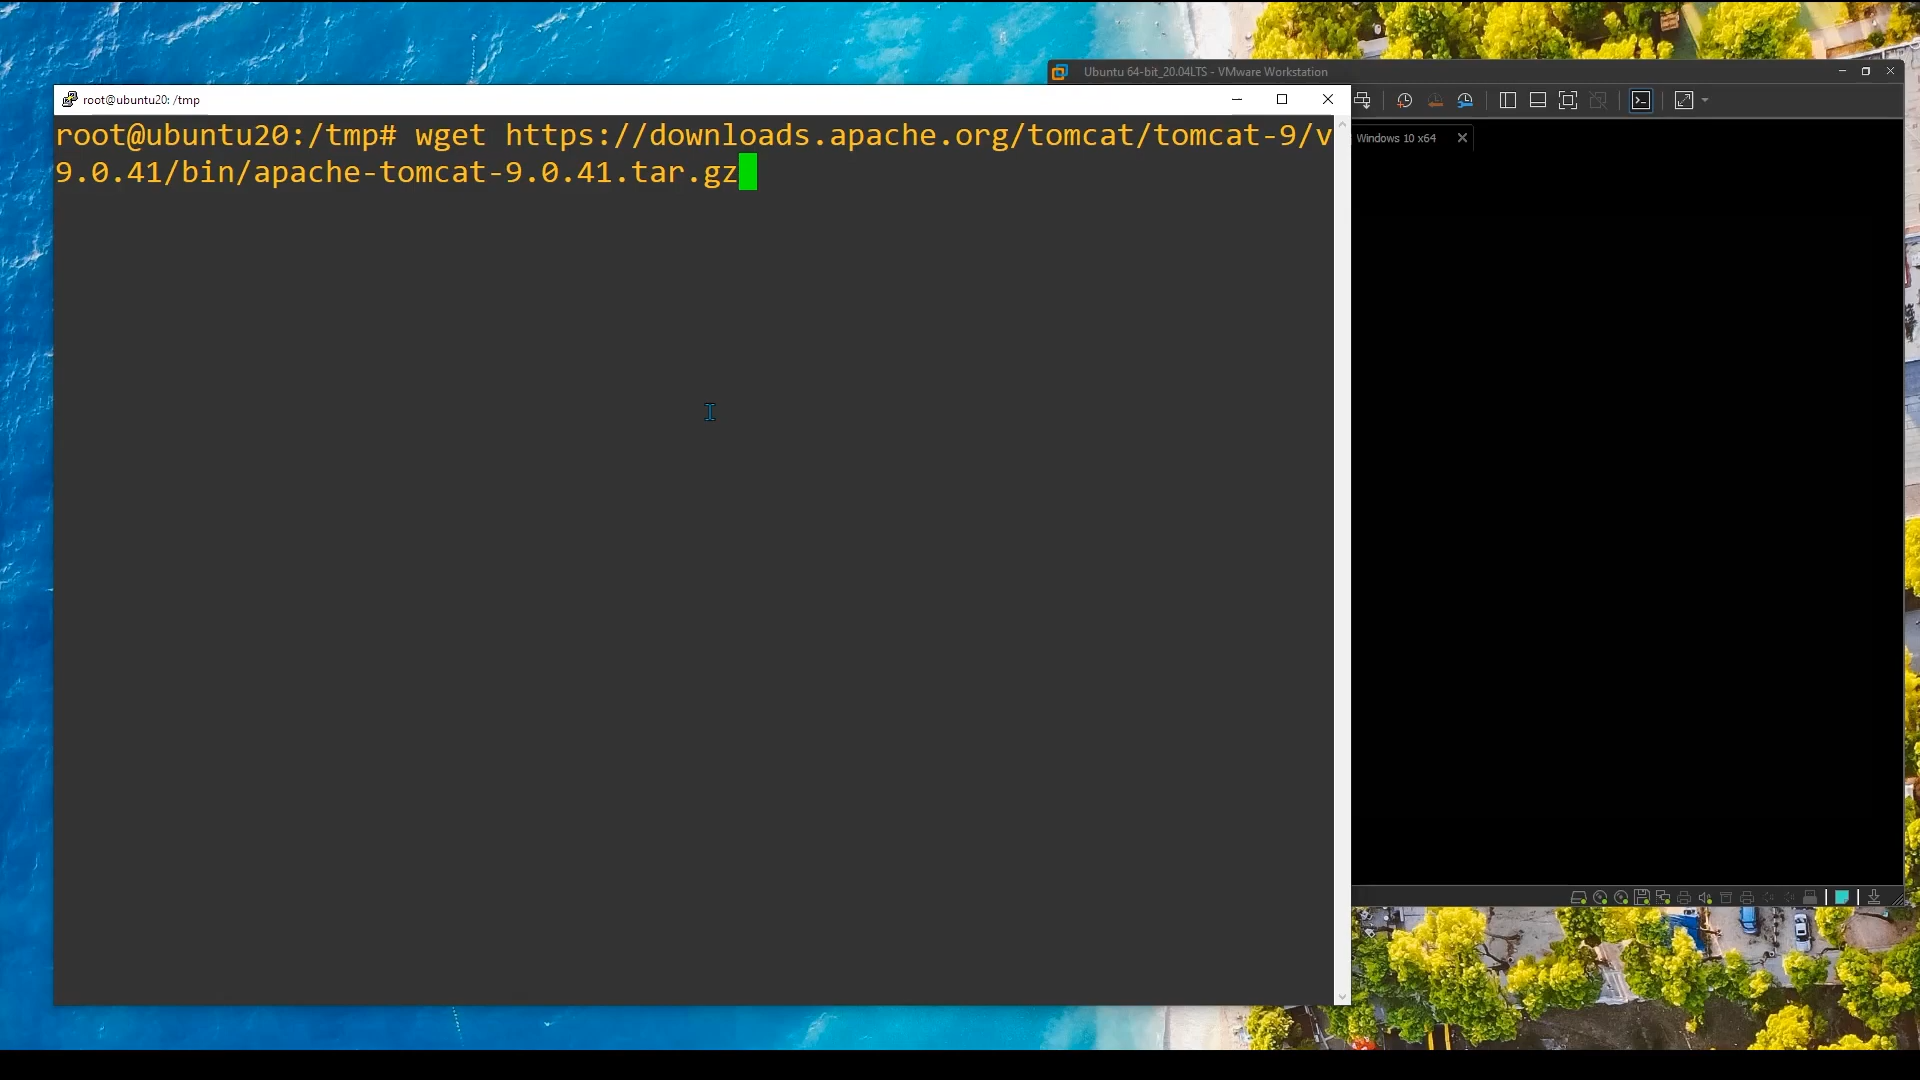 Ubuntu 64-bit_20.04LTS - VMware Workstation
root@ubuntu20: /tmp
root@ubuntu20:/tmp# wget https://downloads.apache.org/tomcat/tomcat-9/v
9.0.41/bin/apache-tomcat-9.0.41.tar.gz
Windows 10 x64